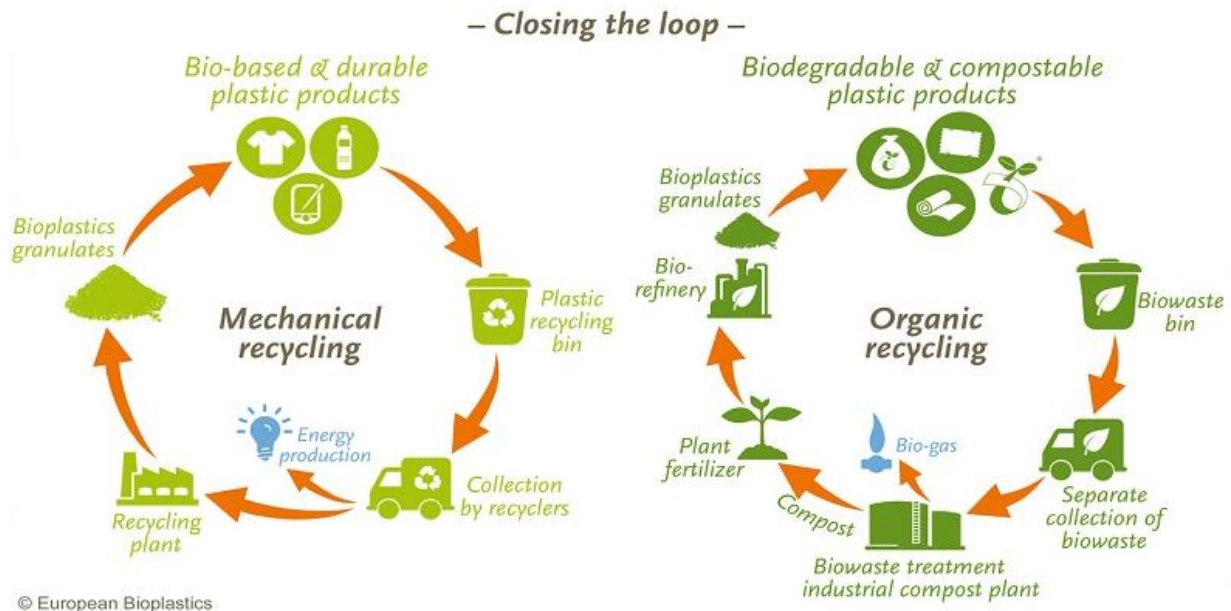 – Closing the loop –
Bio-based & durable
plastic products
Bioplastics
granulates
Mechanical
recycling
Plastic
recycling
bin
Energy
production
Collection
by recyclers
Recycling
plant
Biodegradable & compostable
plastic products
Bioplastics
granulates
Bio-
refinery
Organic
recycling
Biowaste
bin
Plant
fertilizer
Bio-gas
Compost
Separate
collection of
biowaste
Biowaste treatment
industrial compost plant
© European Bioplastics